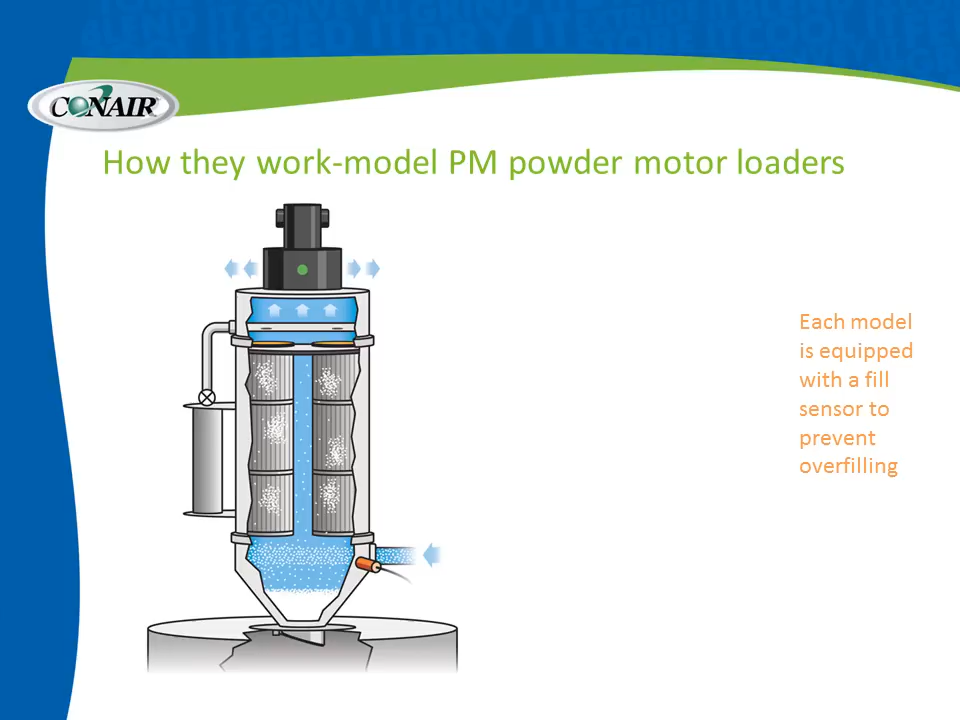 CONAIR
How they work-model PM powder motor loaders
Each model
is equipped
with a fill
sensor to
prevent
overfilling